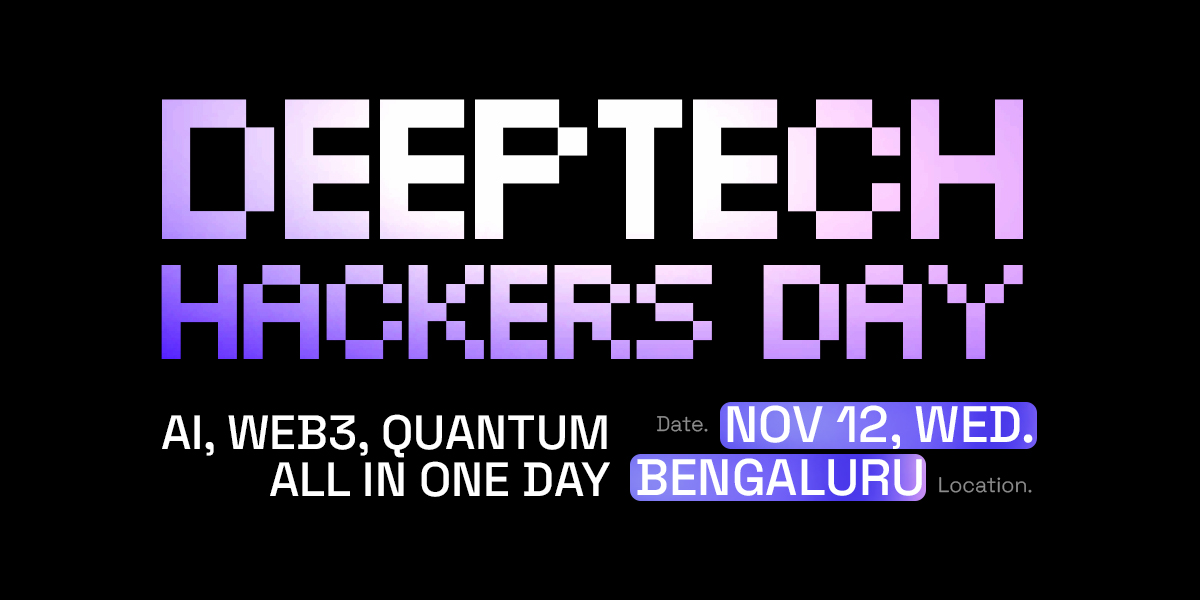 DEEPTECH
HACKERS DAY
AI, WEB3, QUANTUM
ALL IN ONE DAY
Date. NOV 12, WED.
BENGALURU Location.